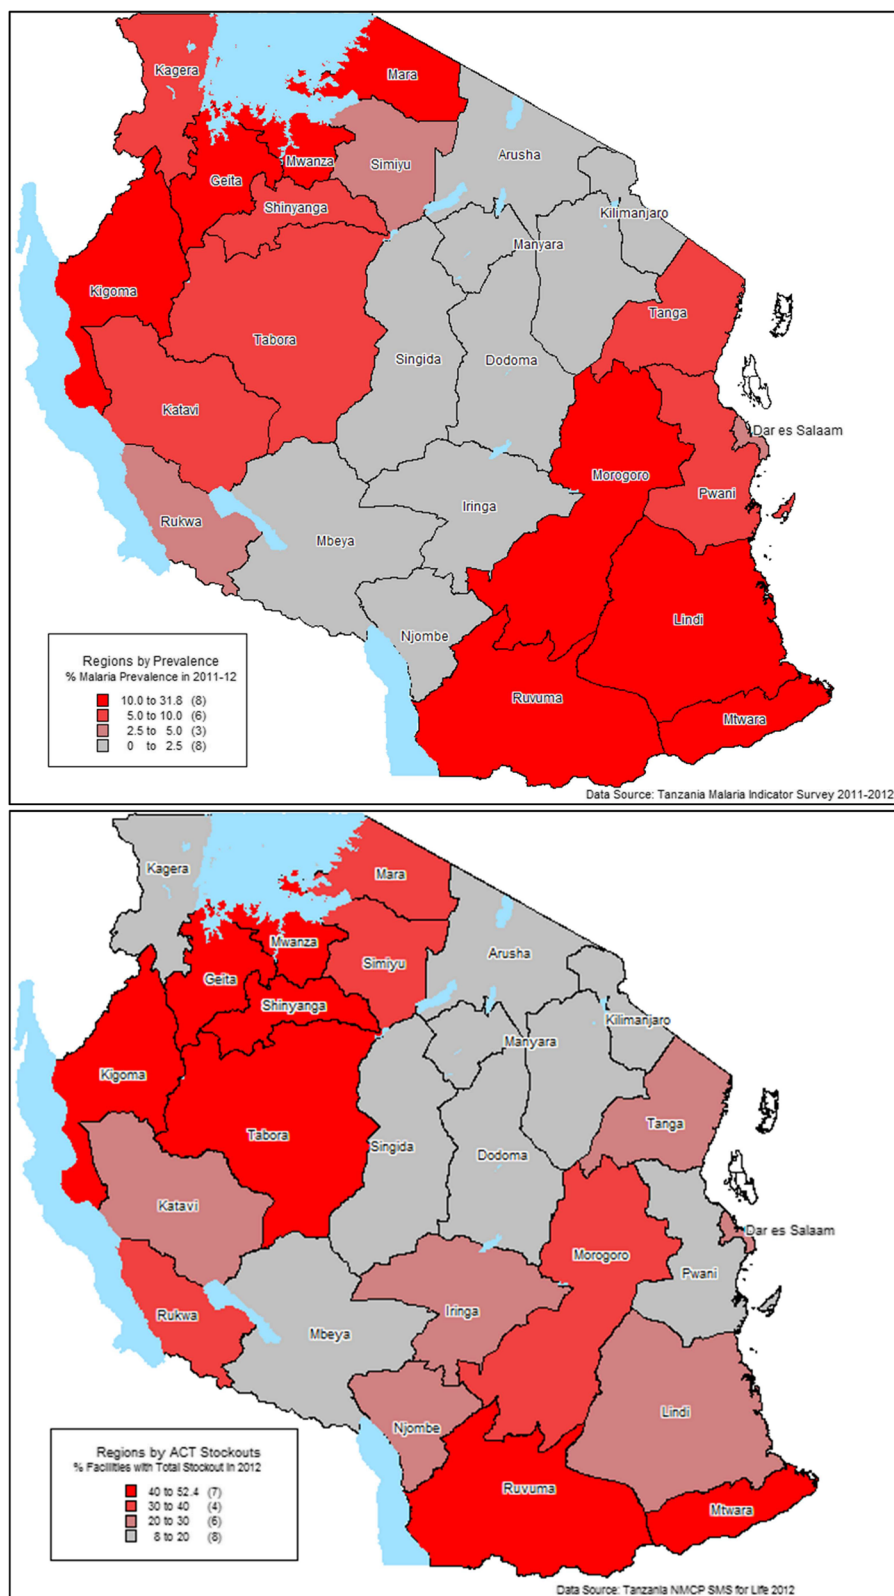 Kagera
Mara
Mwanza
Simiyu
Arusha
Geita
Shinyanga
Kilimanjaro
Manyara
Kigoma
Tanga
Tabora
Singida
Dodoma
Katavi
Dar es Salaam
Morogoro
Pwani
Rukwa
Iringa
Mbeya
Njombe
Lindi
Ruvuma
Mtwara
Regions by Prevalence
% Malaria Prevalence in 2011-12
10.0 to 31.8 (8)
5.0 to 10.0 (6)
2.5 to 5.0 (3)
0 to 2.5 (8)
Data Source: Tanzania Malaria Indicator Survey 2011-2012
Kagera
Mara
Mwanza
Simiyu
Arusha
Geita
Shinyanga
Kilimanjaro
Manyara
Kigoma
Tanga
Tabora
Singida
Dodoma
Katavi
Dar es Salaam
Morogoro
Pwani
Rukwa
Iringa
Mbeya
Lindi
Njombe
Ruvuma
Mtwara
Regions by ACT Stockouts
% Facilities with Total Stockout in 2012
40 to 52.4 (7)
30 to 40 (4)
20 to 30 (6)
8 to 20 (8)
Data Source: Tanzania NMCP SMS for Life 2012